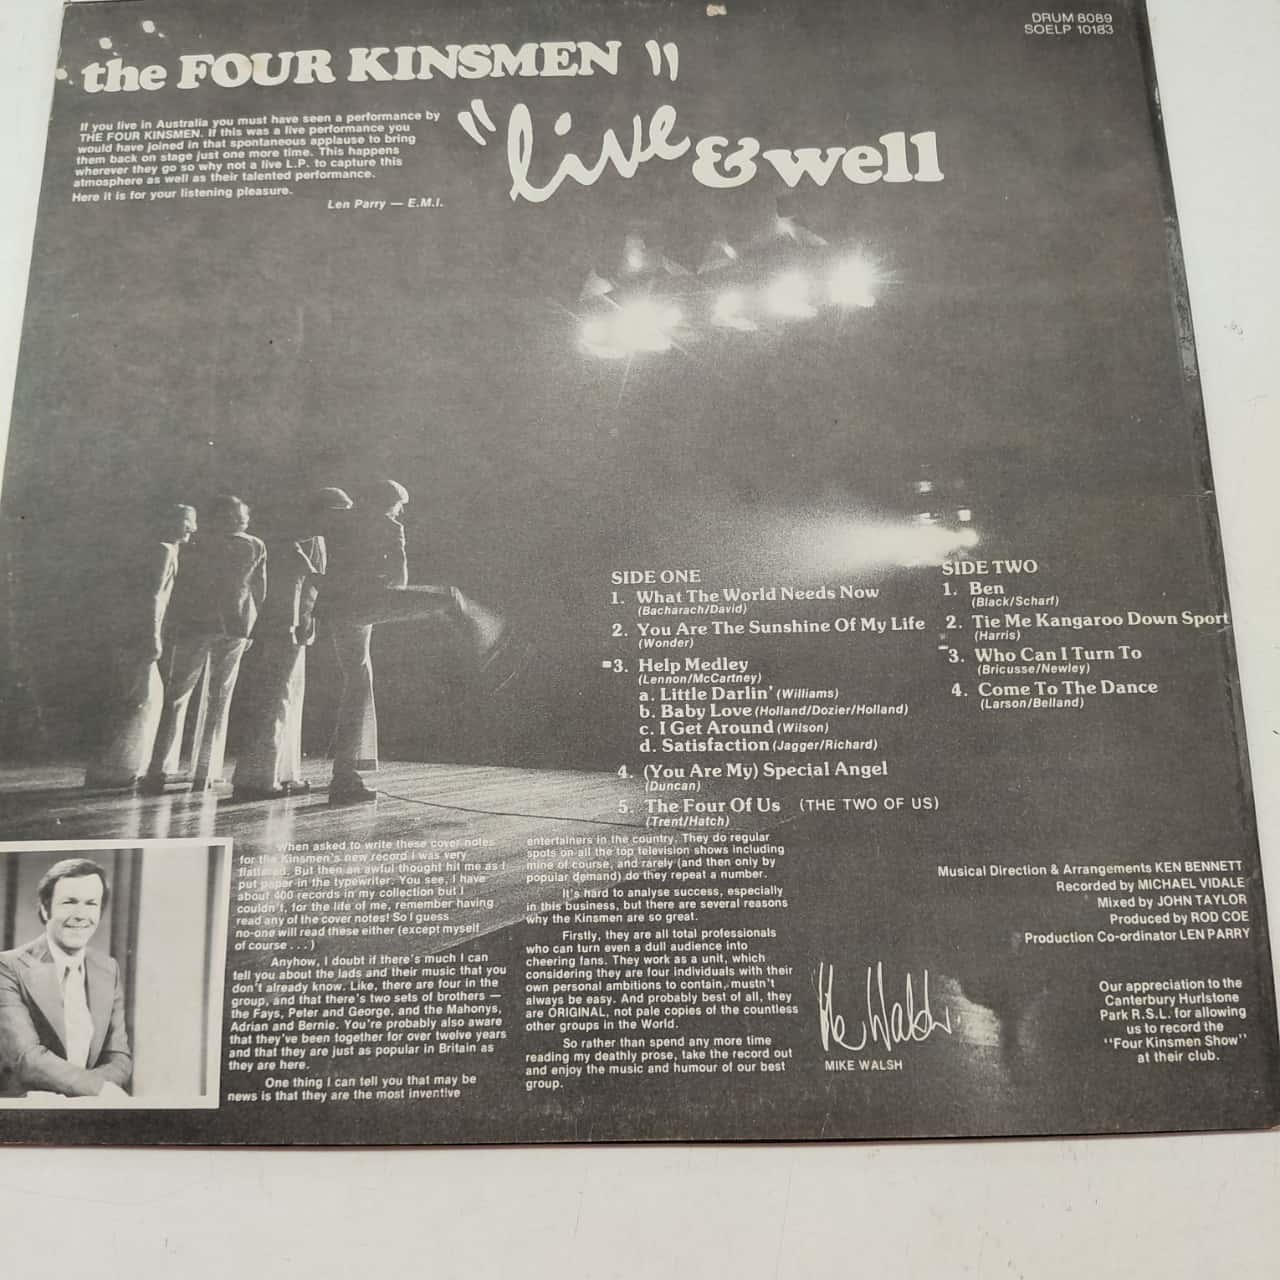 DRUM 8089
SOELP 10183
the FOUR KINSMEN "
"live & well
If you live in Australia you must have seen a performance by
THE FOUR KINSMEN. If this was a live performance you
would have joined in that spontaneous applause to bring
them back on stage just one more time. This happens
wherever they go so why not a live L.P. to capture this
atmosphere as well as their talented performance.
Here it is for your listening pleasure.
Len Parry — E.M.I.
SIDE ONE
1. What The World Needs Now
(Bacharach/David)
2. You Are The Sunshine Of My Life
(Wonder)
3. Help Medley
(Lennon/McCartney)
a. Little Darlin' (Williams)
b. Baby Love (Holland/Dozier/Holland)
c. I Get Around (Wilson)
d. Satisfaction (Jagger/Richard)
4. (You Are My) Special Angel
(Duncan)
5. The Four Of Us (THE TWO OF US)
(Trent/Hatch)
SIDE TWO
1. Ben
(Black/Scharf)
2. Tie Me Kangaroo Down Sport
(Harris)
3. Who Can I Turn To
(Bricusse/Newley)
4. Come To The Dance
(Larson/Belland)
When asked to write these cover notes
for the Kinsmen's new record I was very
flattered. But then an awful thought hit me as I
put paper in the typewriter. You see, I have
about 400 records in my collection but I
couldn't, for the life of me, remember having
read any of the cover notes! So I guess
no-one will read these either (except myself
of course . . . )
Anyhow, I doubt if there's much I can
tell you about the lads and their music that you
don't already know. Like, there are four in the
group, and that there's two sets of brothers —
the Fays, Peter and George, and the Mahonys,
Adrian and Bernie. You're probably also aware
that they've been together for over twelve years
and that they are just as popular in Britain as
they are here.
One thing I can tell you that may be
news is that they are the most inventive
entertainers in the country. They do regular
spots on all the top television shows including
mine of course, and rarely (and then only by
popular demand) do they repeat a number.
It's hard to analyse success, especially
in this business, but there are several reasons
why the Kinsmen are so great.
Firstly, they are all total professionals
who can turn even a dull audience into
cheering fans. They work as a unit, which
considering they are four individuals with their
own personal ambitions to contain, mustn't
always be easy. And probably best of all, they
are ORIGINAL, not pale copies of the countless
other groups in the World.
So rather than spend any more time
reading my deathly prose, take the record out
and enjoy the music and humour of our best
group.
Mike Walsh
MIKE WALSH
Musical Direction & Arrangements KEN BENNETT
Recorded by MICHAEL VIDALE
Mixed by JOHN TAYLOR
Produced by ROD COE
Production Co-ordinator LEN PARRY
Our appreciation to the
Canterbury Hurlstone
Park R.S.L. for allowing
us to record the
"Four Kinsmen Show"
at their club.